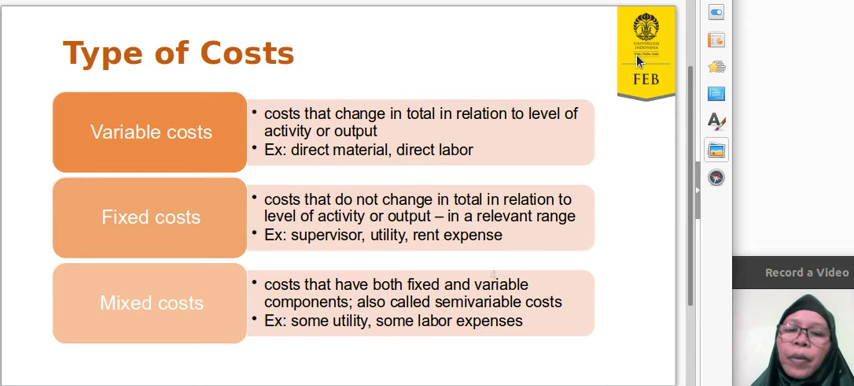 Type of Costs
UNIVERSITAS
INDONESIA
FEB
Variable costs
• costs that change in total in relation to level of
activity or output
• Ex: direct material, direct labor
Fixed costs
• costs that do not change in total in relation to
level of activity or output – in a relevant range
• Ex: supervisor, utility, rent expense
4
Mixed costs
• costs that have both fixed and variable
components; also called semivariable costs
• Ex: some utility, some labor expenses
Record a Video